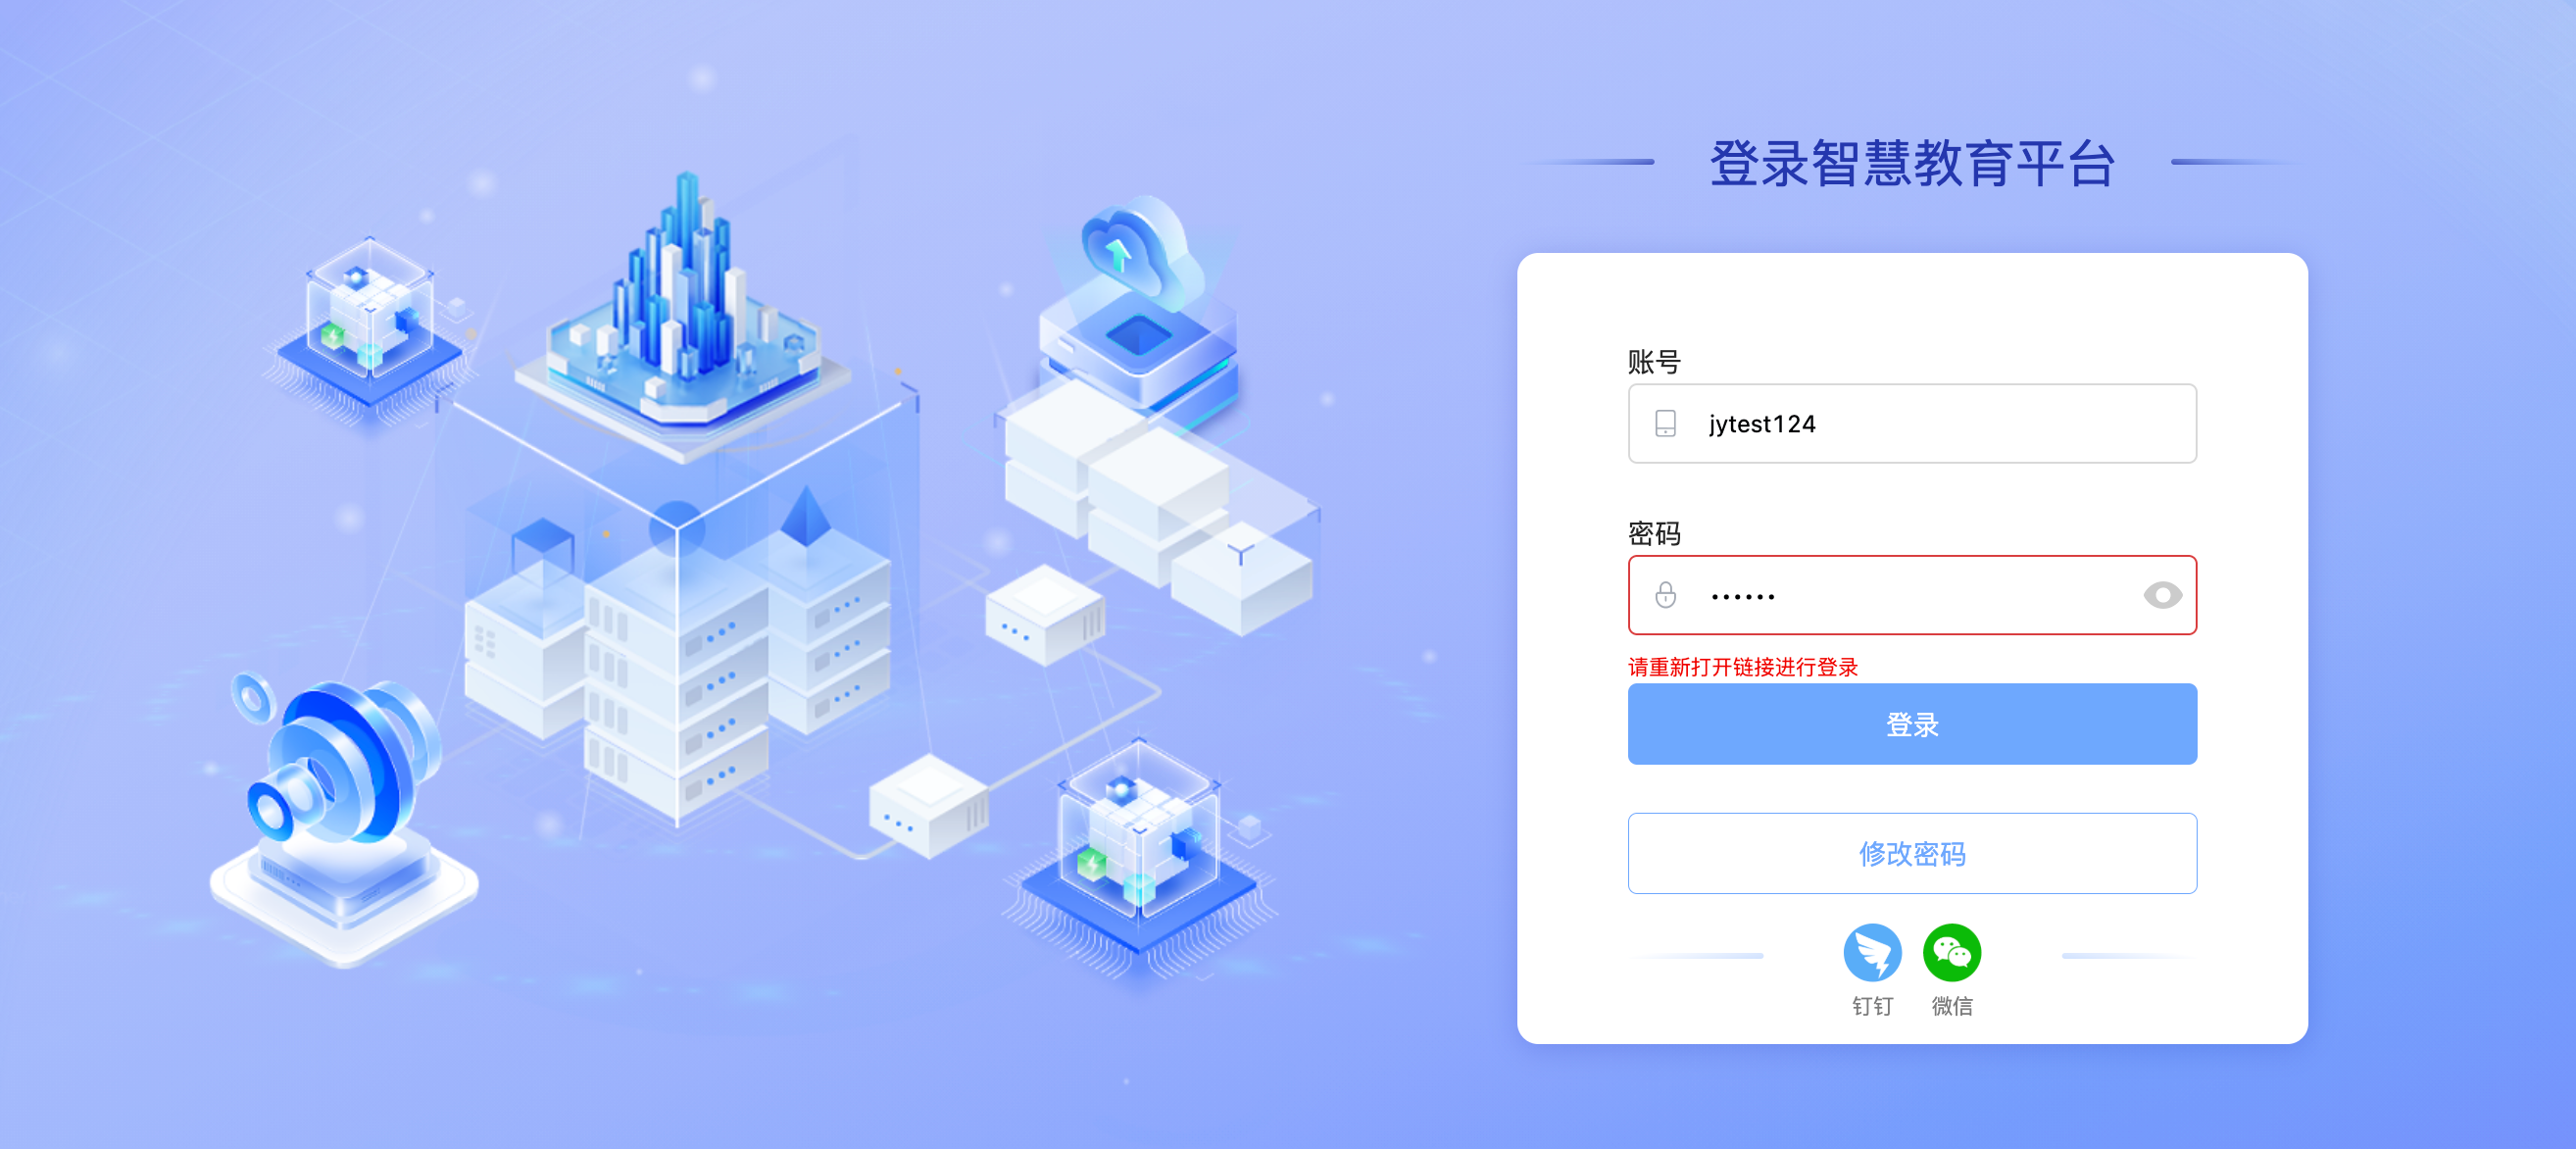 登录智慧教育平台
账号
jytest124
密码
••••••
请重新打开链接进行登录
登录
修改密码
钉钉
微信